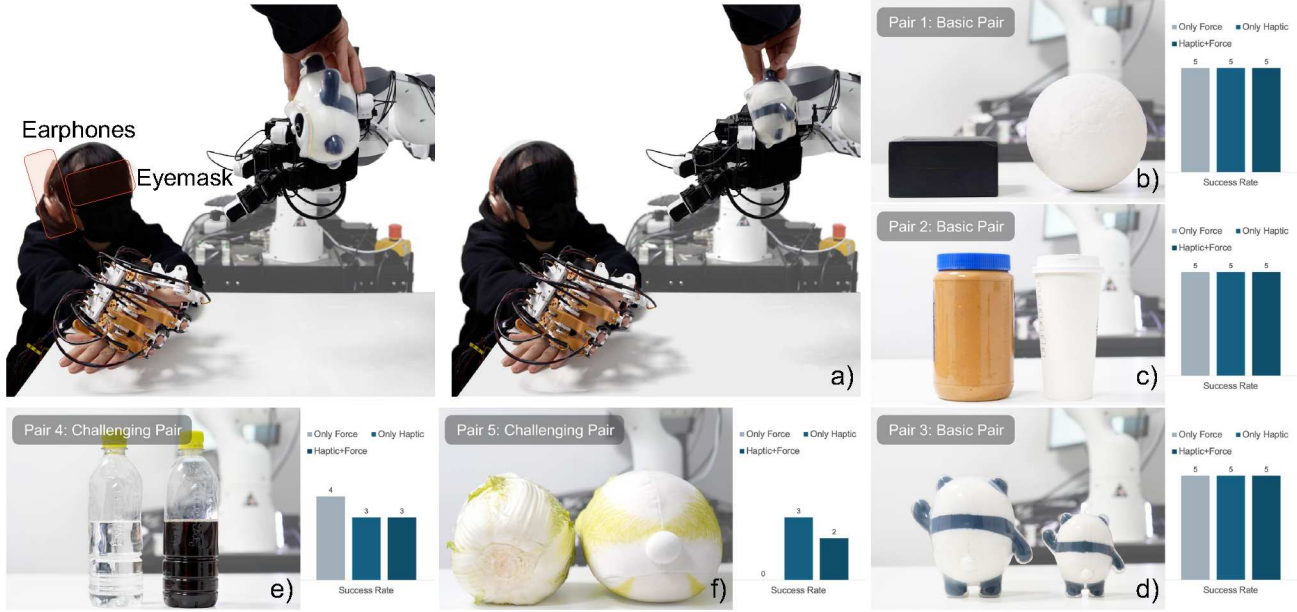 Earphones
Eyemask
a)
Pair 1: Basic Pair
b)
Only Force Only Haptic
Haptic+Force
5 5 5
Success Rate
Pair 2: Basic Pair
c)
Only Force Only Haptic
Haptic+Force
5 5 5
Success Rate
Pair 4: Challenging Pair
e)
Only Force Only Haptic
Haptic+Force
4
3 3
Success Rate
Pair 5: Challenging Pair
f)
Only Force Only Haptic
Haptic+Force
3
2
0
Success Rate
Pair 3: Basic Pair
d)
Only Force Only Haptic
Haptic+Force
5 5 5
Success Rate